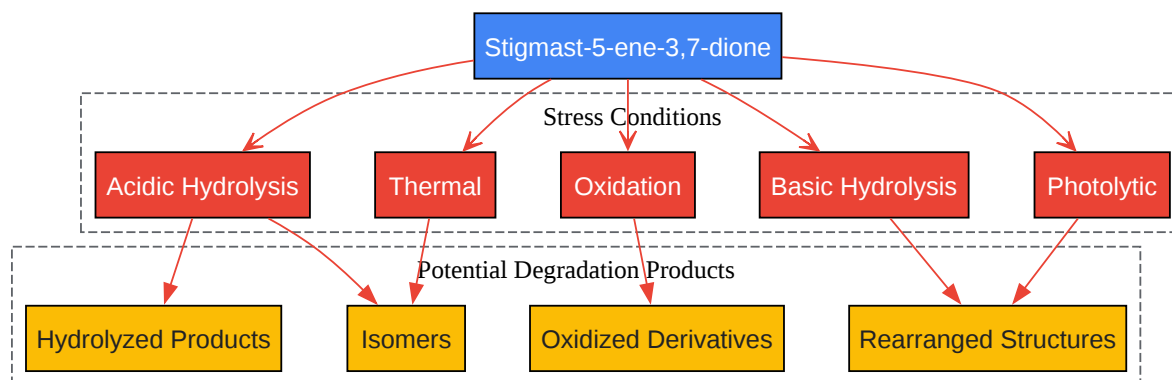 Stigmast-5-ene-3,7-dione
Stress Conditions
Acidic Hydrolysis
Thermal
Oxidation
Basic Hydrolysis
Photolytic
Potential Degradation Products
Hydrolyzed Products
Isomers
Oxidized Derivatives
Rearranged Structures